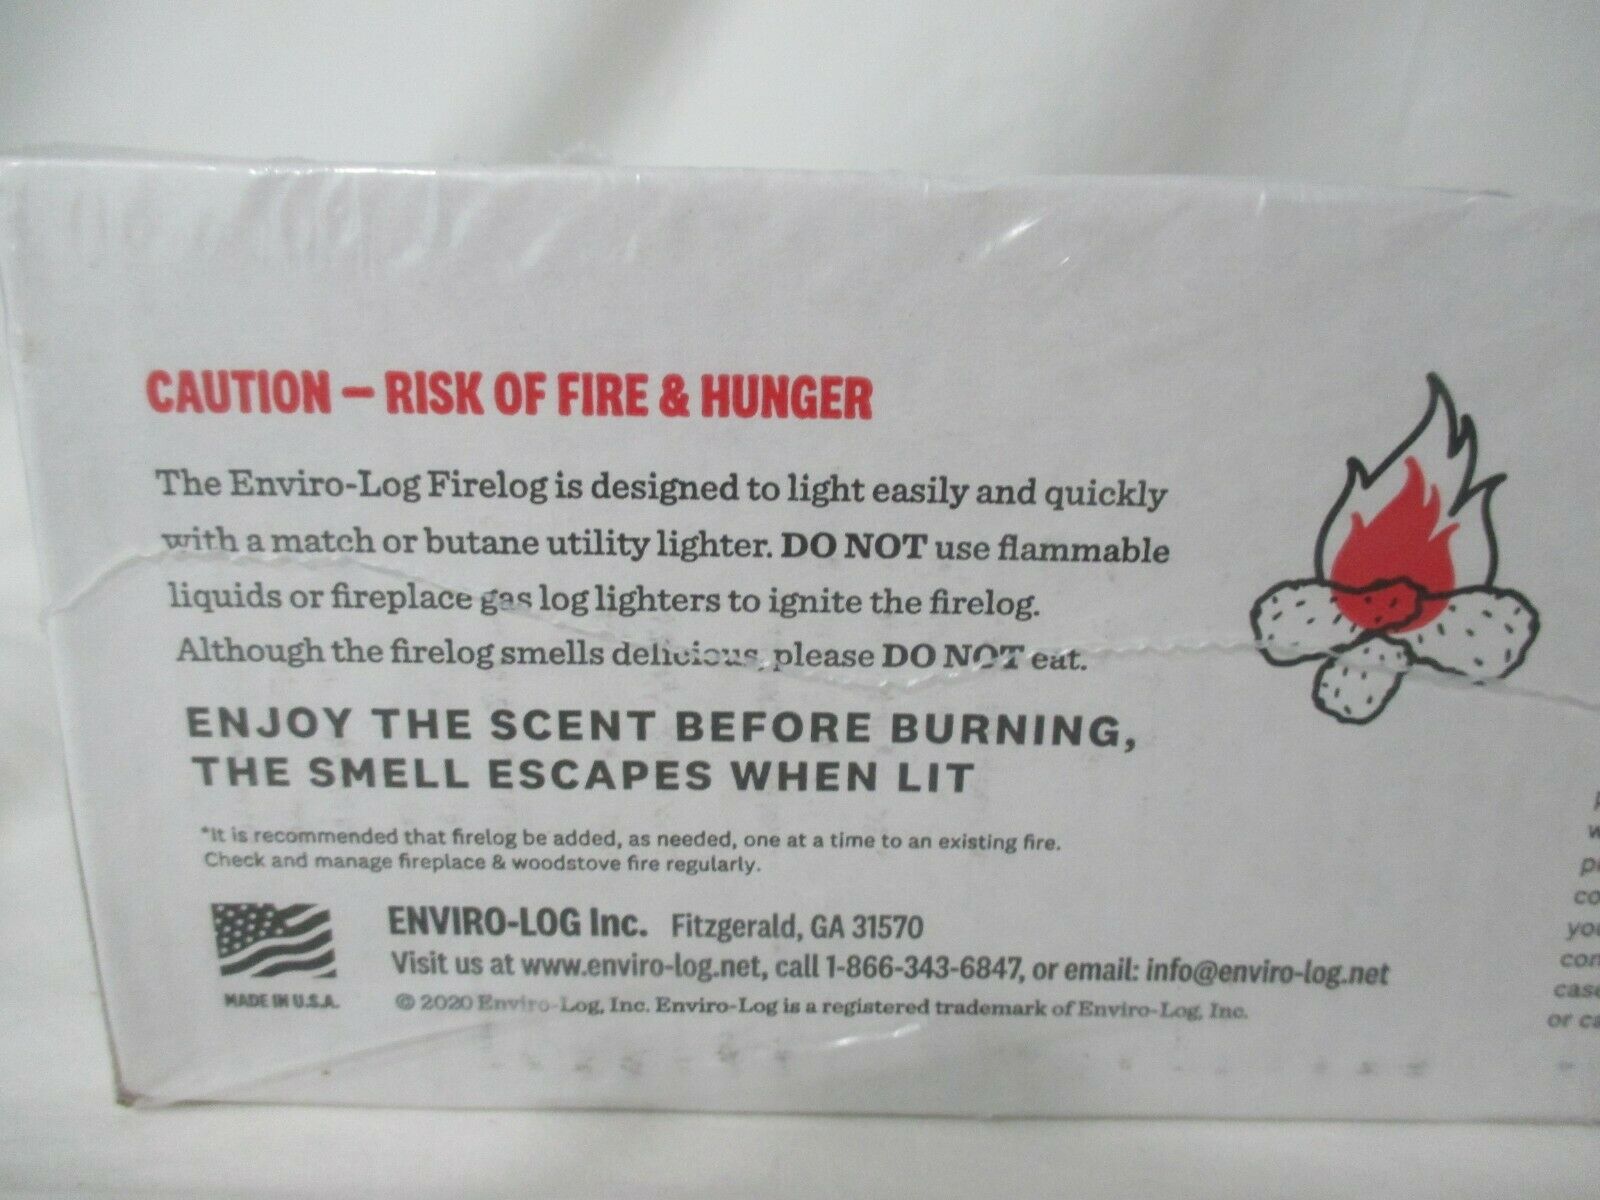 CAUTION – RISK OF FIRE & HUNGER
The Enviro-Log Firelog is designed to light easily and quickly
with a match or butane utility lighter. DO NOT use flammable
liquids or fireplace gas log lighters to ignite the firelog.
Although the firelog smells delicious, please DO NOT eat.
ENJOY THE SCENT BEFORE BURNING,
THE SMELL ESCAPES WHEN LIT
*It is recommended that firelog be added, as needed, one at a time to an existing fire.
Check and manage fireplace & woodstove fire regularly.
ENVIRO-LOG Inc. Fitzgerald, GA 31570
Visit us at www.enviro-log.net, call 1-866-343-6847, or email: info@enviro-log.net
MADE IN U.S.A.
© 2020 Enviro-Log, Inc. Enviro-Log is a registered trademark of Enviro-Log, Inc.